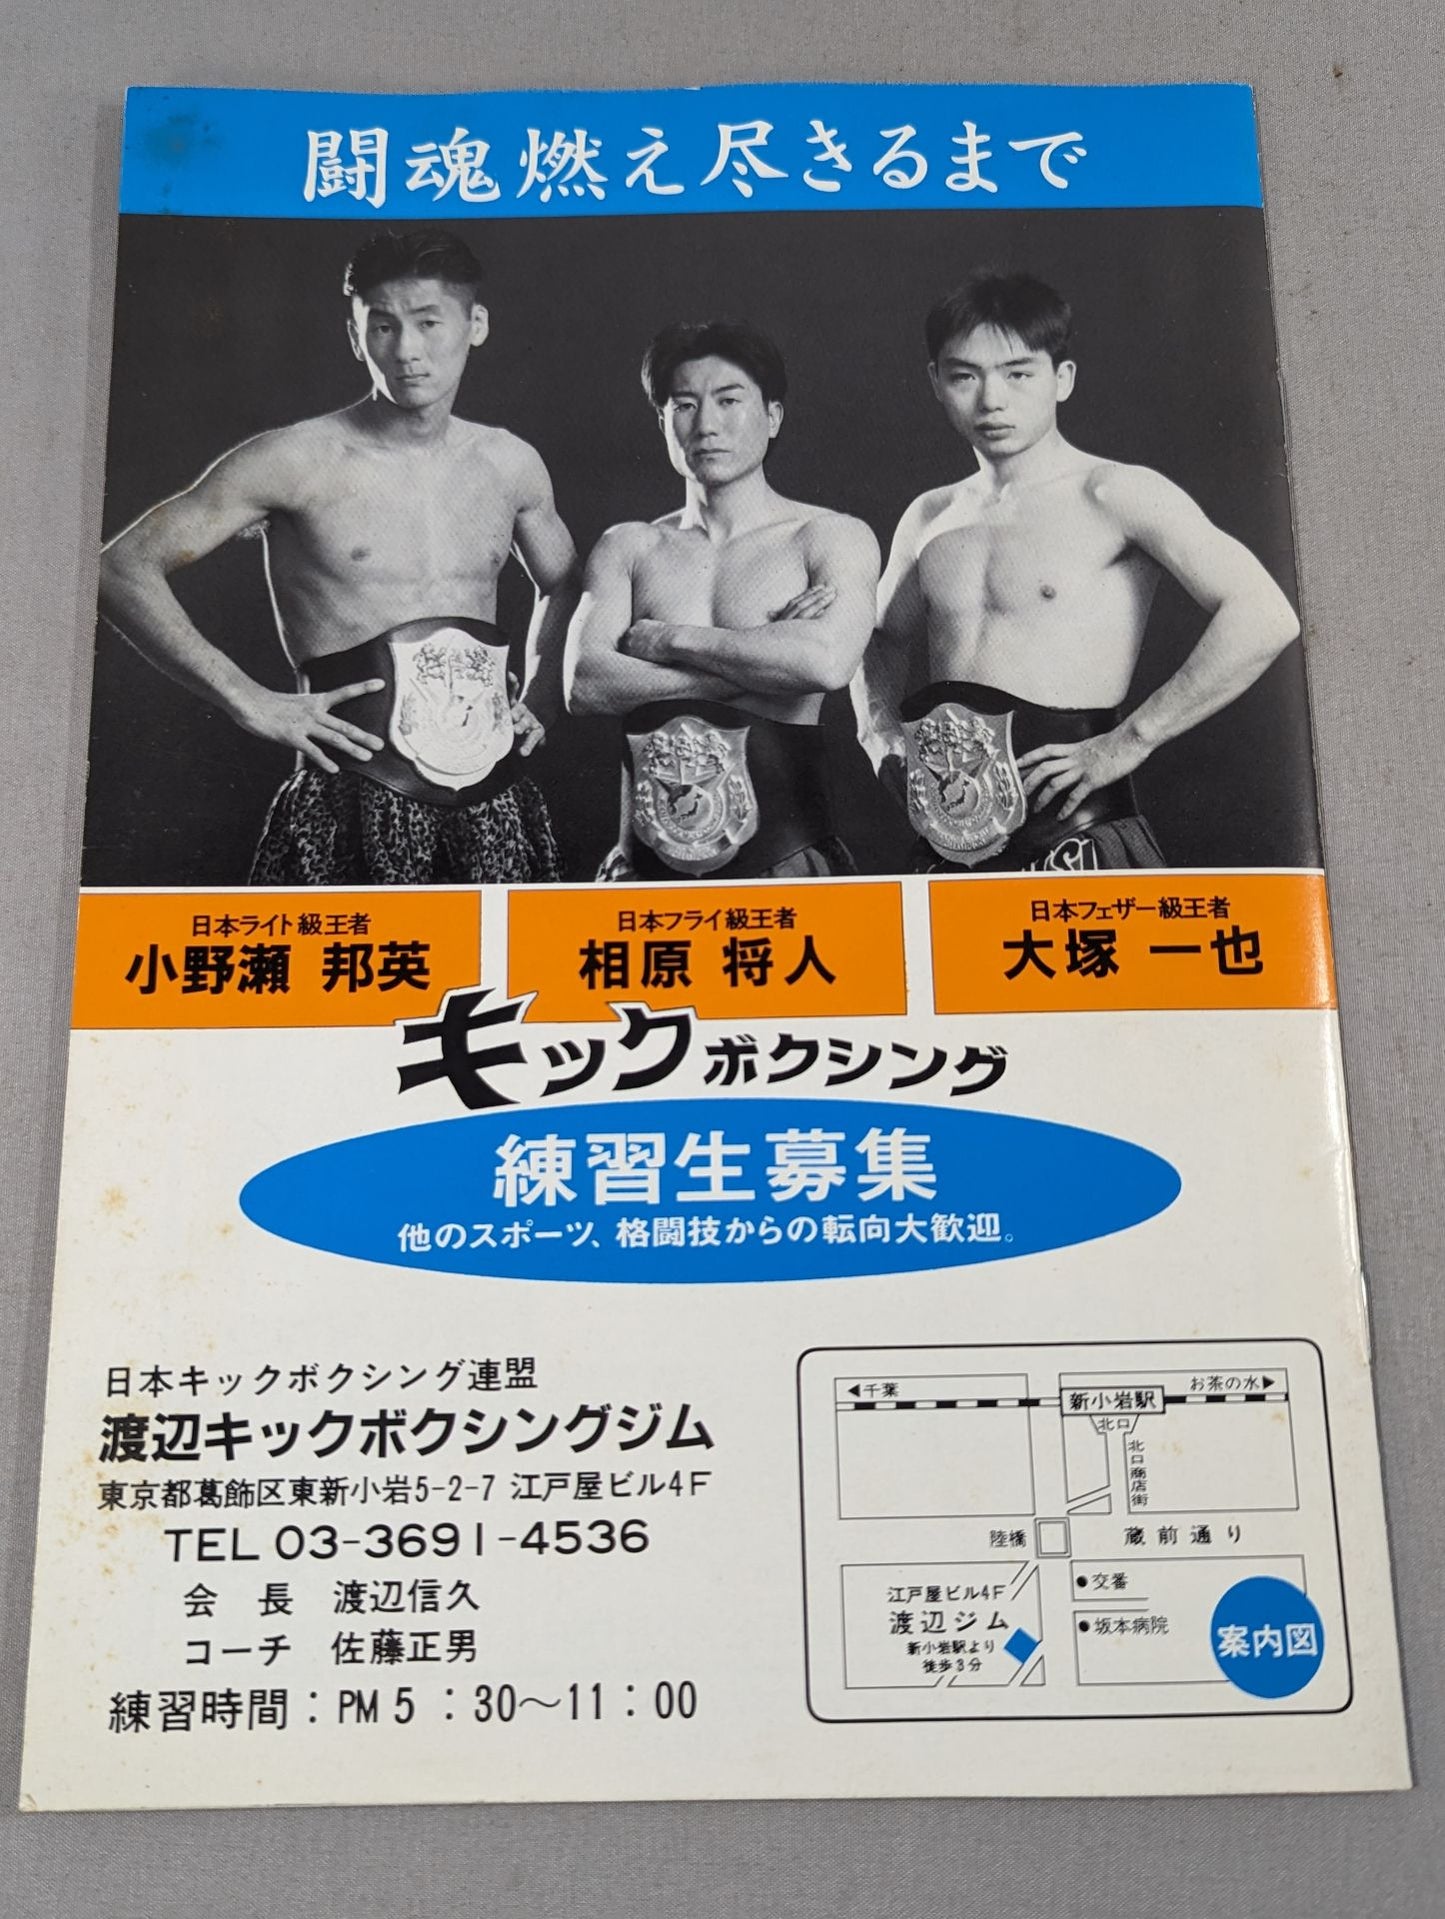 闘魂燃え尽きるまで
日本ライト級王者
小野瀬 邦英
日本フライ級王者
相原 将人
日本フェザー級王者
大塚 一也
キックボクシング
練習生募集
他のスポーツ、格闘技からの転向大歓迎。
日本キックボクシング連盟
渡辺キックボクシングジム
東京都葛飾区東新小岩5-2-7 江戸屋ビル4F
TEL 03-3691-4536
会 長 渡辺信久
コーチ 佐藤正男
練習時間：PM 5：30〜11：00
◀千葉
お茶の水▶
新小岩駅
北口
北口商店街
陸橋
蔵前通り
江戸屋ビル4F
渡辺ジム
新小岩駅より
徒歩3分
●交番
●坂本病院
案内図